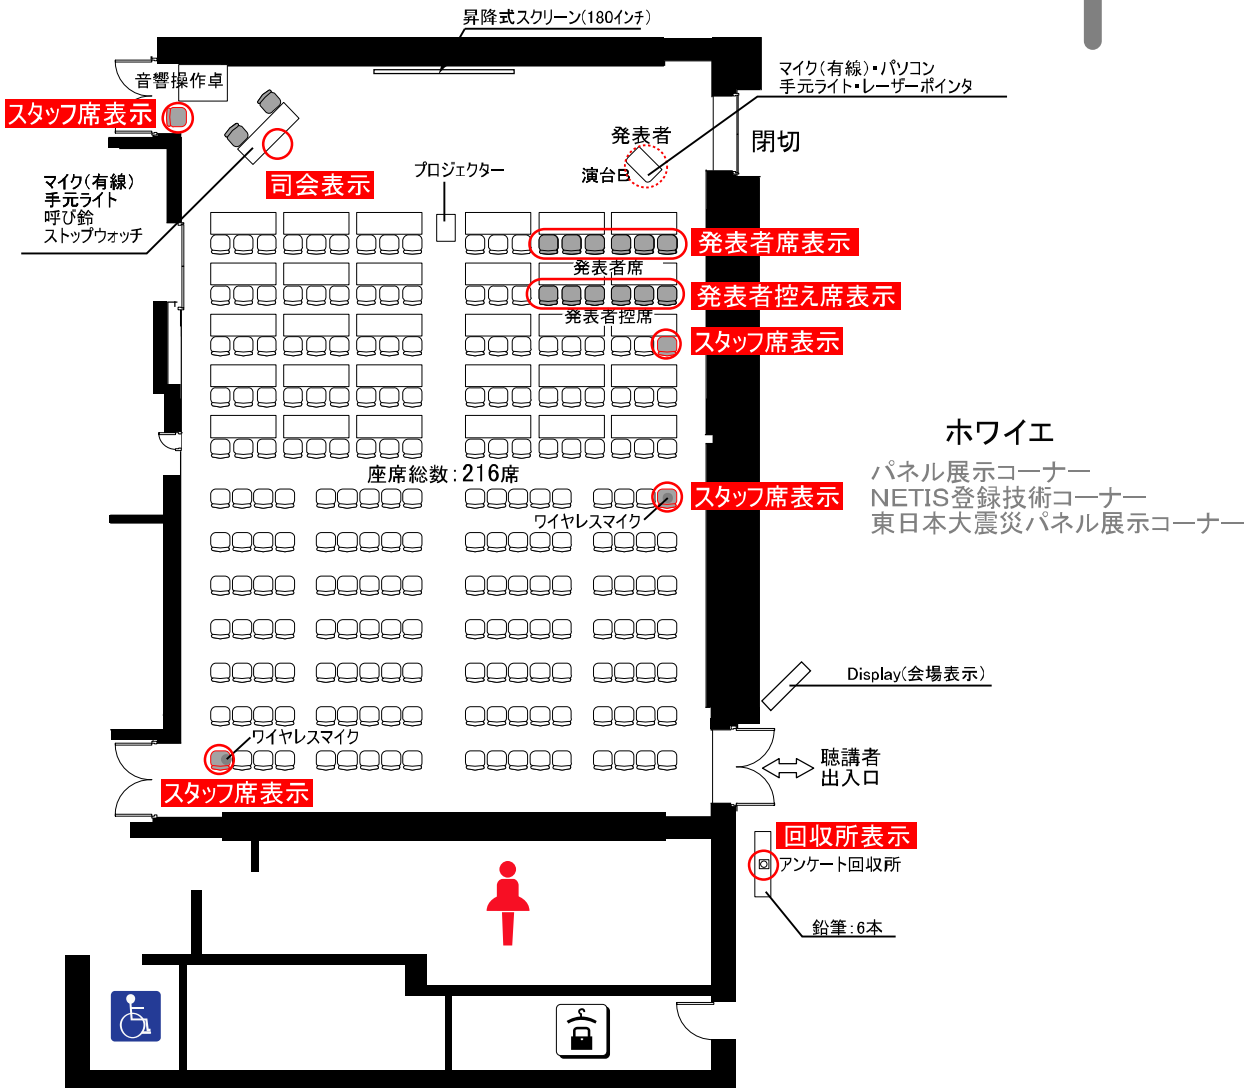 昇降式スクリーン(180インチ)
音響操作卓
マイク(有線)・パソコン
手元ライト・レーザーポインタ
スタッフ席表示
発表者
閉切
演台B
プロジェクター
司会表示
マイク(有線)
手元ライト
呼び鈴
ストップウォッチ
発表者席表示
発表者席
発表者控え席表示
発表者控席
スタッフ席表示
ホワイエ
座席総数:216席
パネル展示コーナー
NETIS登録技術コーナー
東日本大震災パネル展示コーナー
スタッフ席表示
ワイヤレスマイク
Display(会場表示)
ワイヤレスマイク
聴講者
出入口
スタッフ席表示
回収所表示
アンケート回収所
鉛筆:6本